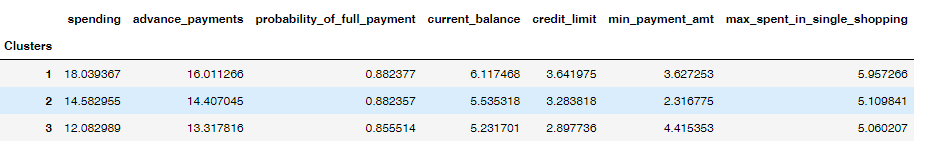 spending advance_payments probability_of_full_payment current_balance credit_limit min_payment_amt max_spent_in_single_shopping
Clusters
1 18.039367 16.011266 0.882377 6.117468 3.641975 3.627253 5.957266
2 14.582955 14.407045 0.882357 5.535318 3.283818 2.316775 5.109841
3 12.082989 13.317816 0.855514 5.231701 2.897736 4.415353 5.060207